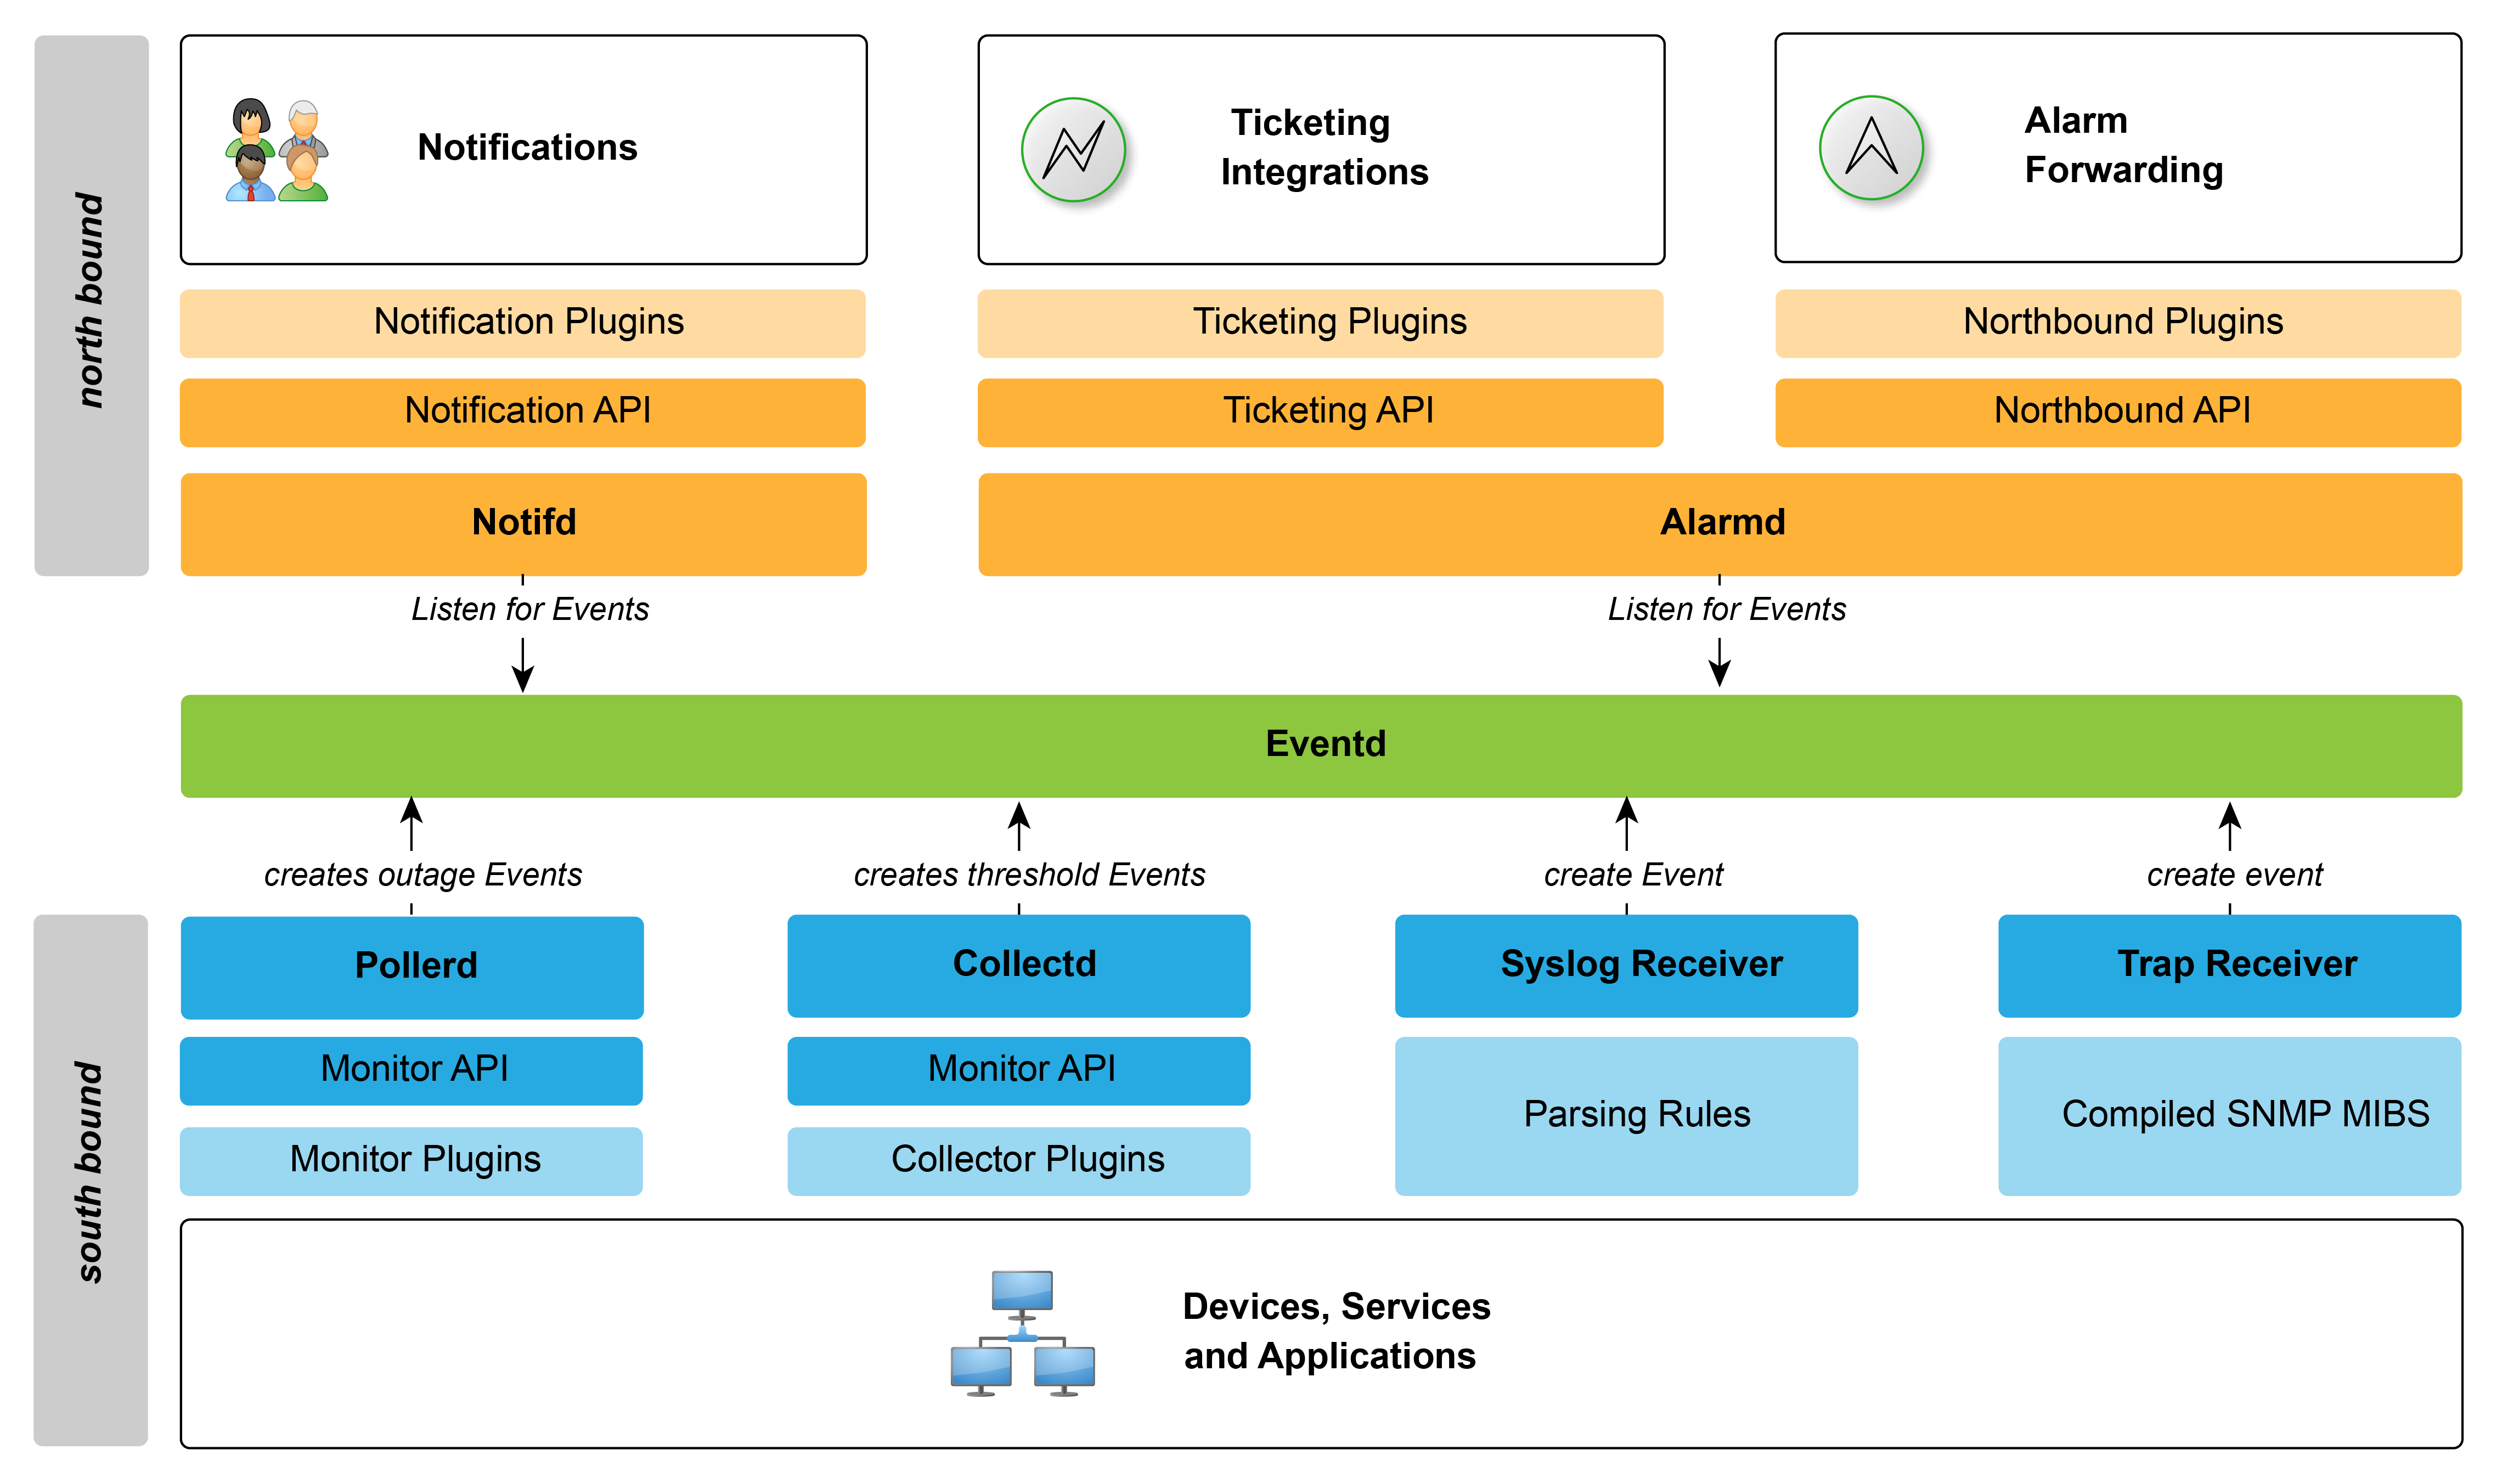 north bound
Notifications
Ticketing
Integrations
Alarm
Forwarding
Notification Plugins
Ticketing Plugins
Northbound Plugins
Notification API
Ticketing API
Northbound API
Notifd
Alarmd
Listen for Events
Listen for Events
Eventd
creates outage Events
creates threshold Events
create Event
create event
south bound
Pollerd
Collectd
Syslog Receiver
Trap Receiver
Monitor API
Monitor API
Parsing Rules
Compiled SNMP MIBS
Monitor Plugins
Collector Plugins
Devices, Services
and Applications